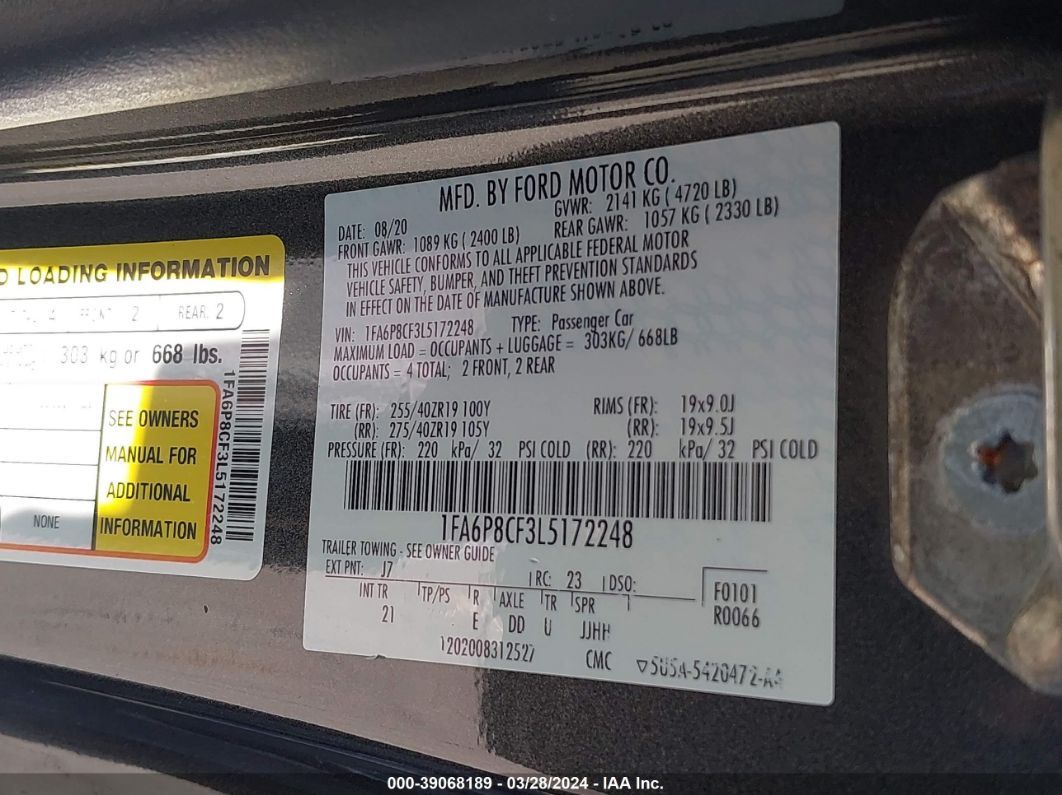 D LOADING INFORMATION
REAR: 2
303 kg or 668 lbs.
SEE OWNERS
MANUAL FOR
ADDITIONAL
INFORMATION
NONE
1FA6P8CF3L5172248
MFD. BY FORD MOTOR CO.
DATE: 08/20 GVWR: 2141 KG ( 4720 LB)
FRONT GAWR: 1089 KG ( 2400 LB) REAR GAWR: 1057 KG ( 2330 LB)
THIS VEHICLE CONFORMS TO ALL APPLICABLE FEDERAL MOTOR
VEHICLE SAFETY, BUMPER, AND THEFT PREVENTION STANDARDS
IN EFFECT ON THE DATE OF MANUFACTURE SHOWN ABOVE.
VIN: 1FA6P8CF3L5172248 TYPE: Passenger Car
MAXIMUM LOAD = OCCUPANTS + LUGGAGE = 303KG/ 668LB
OCCUPANTS = 4 TOTAL; 2 FRONT, 2 REAR
TIRE (FR): 255/40ZR19 100Y RIMS (FR): 19x9.0J
(RR): 275/40ZR19 105Y (RR): 19x9.5J
PRESSURE (FR): 220 kPa/ 32 PSI COLD (RR): 220 kPa/ 32 PSI COLD
1FA6P8CF3L5172248
TRAILER TOWING - SEE OWNER GUIDE
EXT PNT: J7 RC: 23 DSO: F0101
INT TR TP/PS R AXLE TR SPR R0066
21 E DD U JJHH
1202008312527 CMC 5USA-5420472-AA
000-39068189 - 03/28/2024 - IAA Inc.